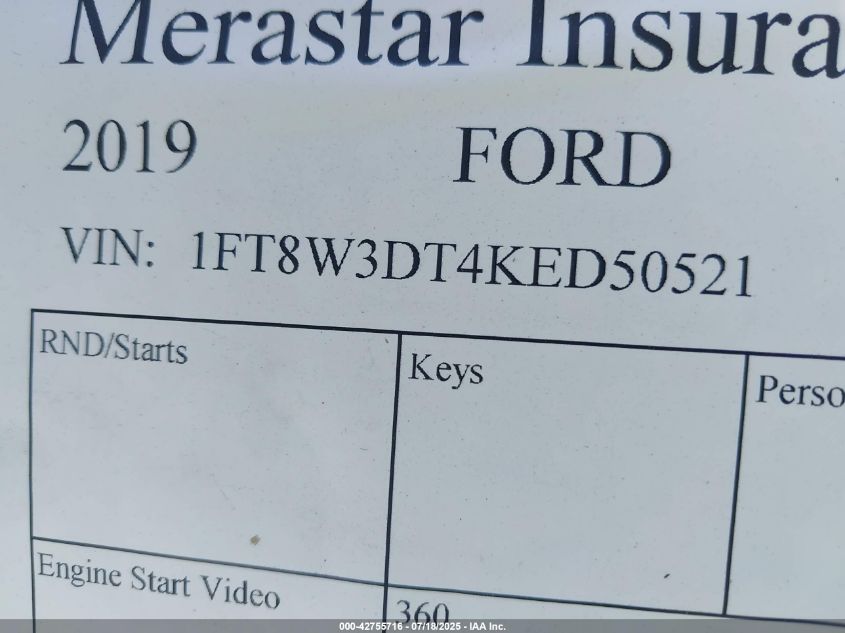 Merastar Insura
2019 FORD
VIN: 1FT8W3DT4KED50521
RND/Starts Keys Perso
Engine Start Video 360
000-42755716 - 07/18/2025 - IAA Inc.